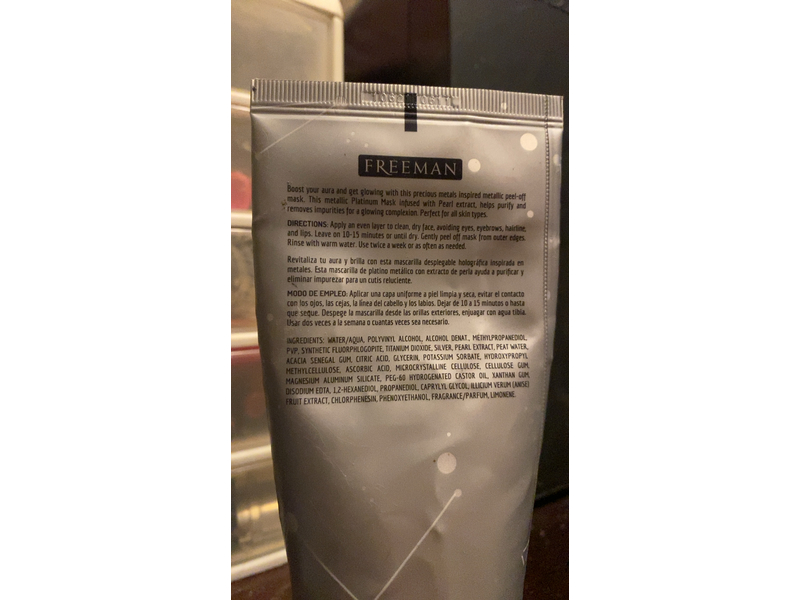 FREEMAN
Boost your aura and get glowing with this precious metals inspired metallic peel-off
mask. This metallic Platinum Mask infused with Pearl extract, helps purify and
removes impurities for a glowing complexion. Perfect for all skin types.
DIRECTIONS: Apply an even layer to clean, dry face, avoiding eyes, eyebrows, hairline,
and lips. Leave on 10-15 minutes or until dry. Gently peel off mask from outer edges.
Rinse with warm water. Use twice a week or as often as needed.
Revitaliza tu aura y brilla con esta mascarilla desplegable holográfica inspirada en
metales. Esta mascarilla de platino metálico con extracto de perla ayuda a purificar y
eliminar impurezar para un cutis reluciente.
MODO DE EMPLEO: Aplicar una capa uniforme a piel limpia y seca, evitar el contacto
con los ojos, las cejas, la línea del cabello y los labios. Dejar de 10 a 15 minutos o hasta
que seque. Despege la mascarilla desde las orillas exteriores, enjuagar con agua tibia.
Usar dos veces a la semana o cuantas veces sea necesario.
INGREDIENTS: WATER/AQUA, POLYVINYL ALCOHOL, ALCOHOL DENAT., METHYLPROPANEDIOL,
PVP, SYNTHETIC FLUORPHLOGOPITE, TITANIUM DIOXIDE, SILVER, PEARL EXTRACT, PEAT WATER,
ACACIA SENEGAL GUM, CITRIC ACID, GLYCERIN, POTASSIUM SORBATE, HYDROXYPROPYL
METHYLCELLULOSE, ASCORBIC ACID, MICROCRYSTALLINE CELLULOSE, CELLULOSE GUM,
MAGNESIUM ALUMINUM SILICATE, PEG-60 HYDROGENATED CASTOR OIL, XANTHAN GUM,
DISODIUM EDTA, 1,2-HEXANEDIOL, PROPANEDIOL, CAPRYLYL GLYCOL, ILLICIUM VERUM (ANISE)
FRUIT EXTRACT, CHLORPHENESIN, PHENOXYETHANOL, FRAGRANCE/PARFUM, LIMONENE.